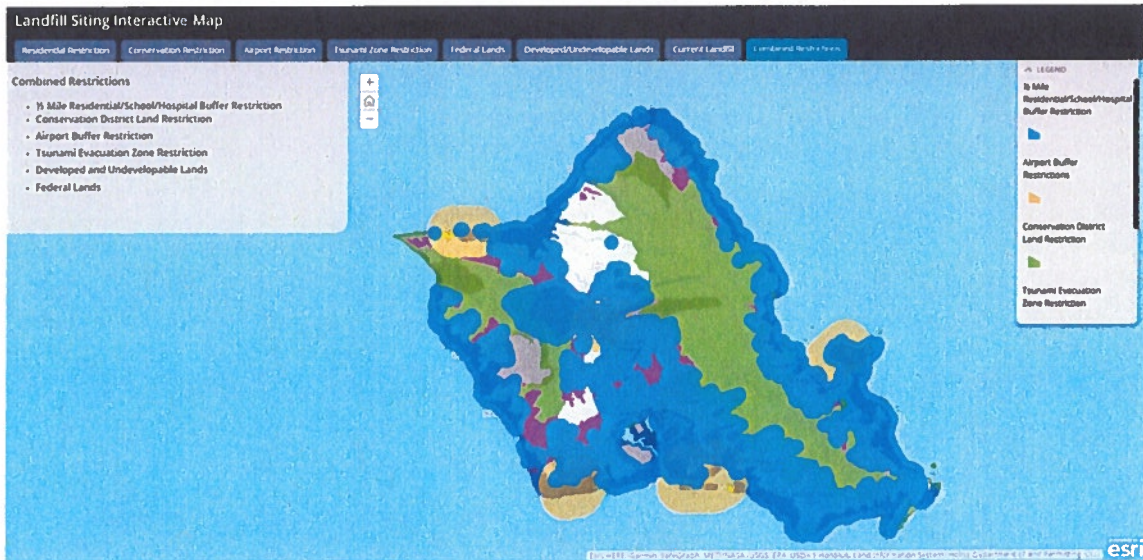 Landfill Siting Interactive Map
Residential Restriction Conservation Restriction Airport Restriction Tsunami Zone Restriction Federal Lands Developed/Undevelopable Lands Current Landfill Combined Restrictions
Combined Restrictions
• ½ Mile Residential/School/Hospital Buffer Restriction
• Conservation District Land Restriction
• Airport Buffer Restriction
• Tsunami Evacuation Zone Restriction
• Developed and Undevelopable Lands
• Federal Lands
+
−
LEGEND
½ Mile
Residential/School/Hospital
Buffer Restriction
Airport Buffer
Restrictions
Conservation District
Land Restriction
Tsunami Evacuation
Zone Restriction
esri